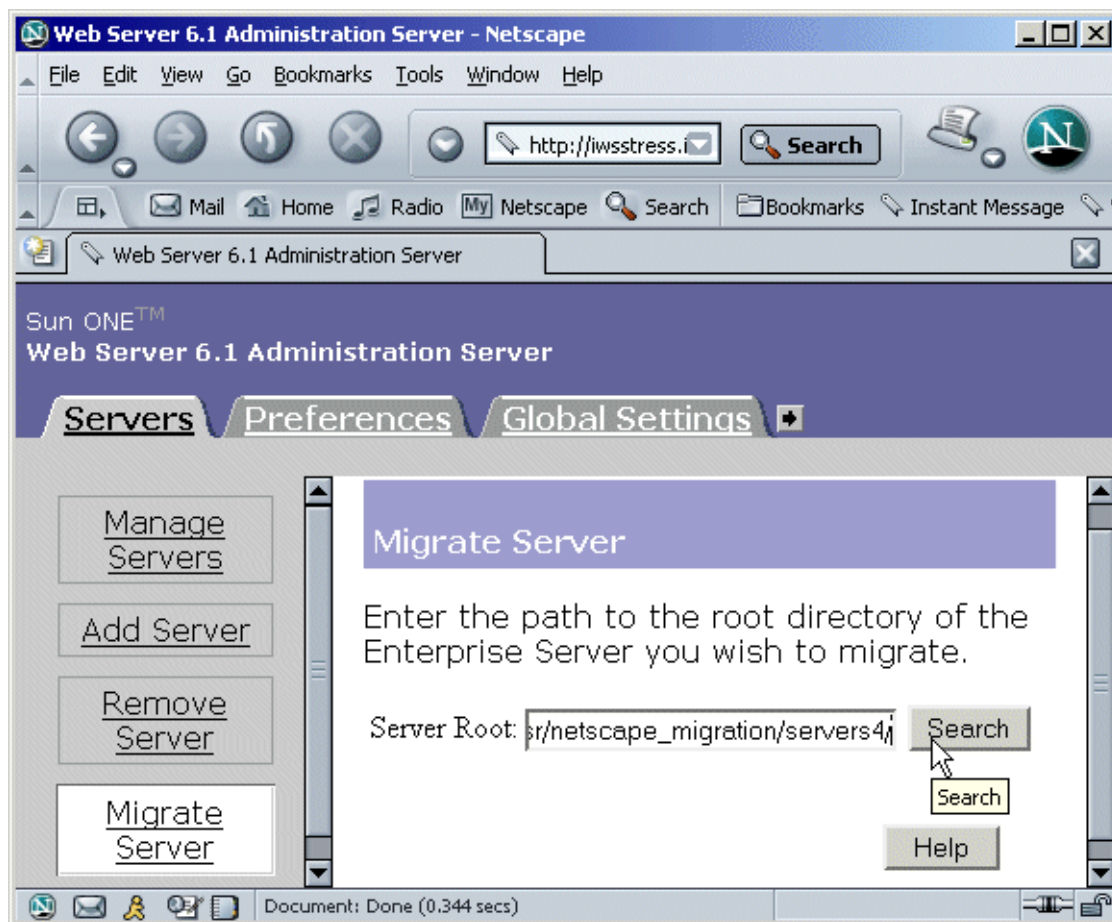 Web Server 6.1 Administration Server - Netscape
File Edit View Go Bookmarks Tools Window Help
http://iwsstress.i Search N
Mail Home Radio My Netscape Search Bookmarks Instant Message
Web Server 6.1 Administration Server
Sun ONE™
Web Server 6.1 Administration Server
Servers Preferences Global Settings
Manage
Servers
Add Server
Remove
Server
Migrate
Server
Migrate Server
Enter the path to the root directory of the
Enterprise Server you wish to migrate.
Server Root: sr/netscape_migration/servers4/ Search
Search
Help
Document: Done (0.344 secs)